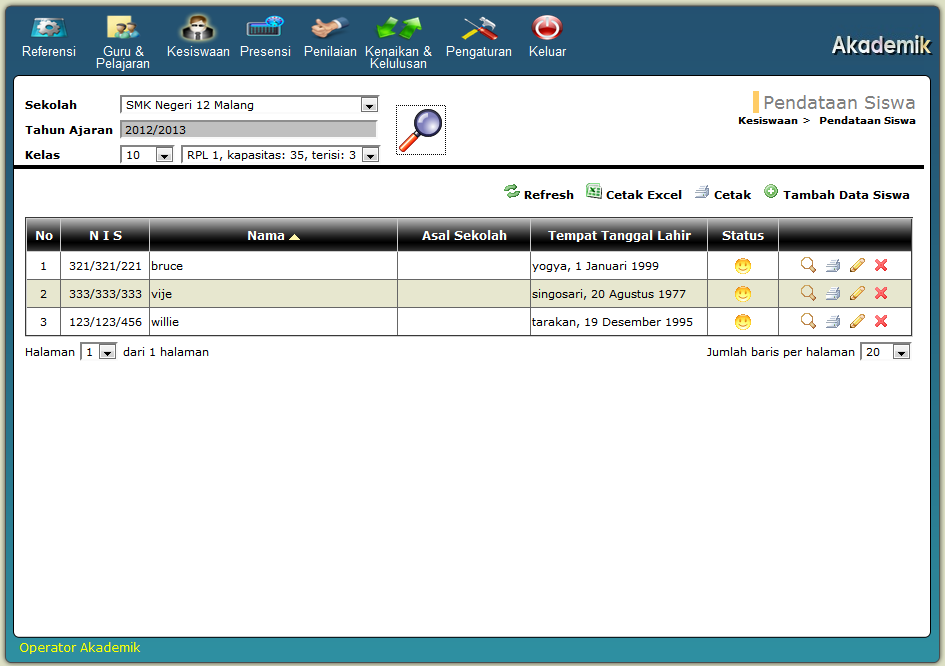 Referensi
Guru &
Pelajaran
Kesiswaan
Presensi
Penilaian
Kenaikan &
Kelulusan
Pengaturan
Keluar
Akademik
Pendataan Siswa
Kesiswaan > Pendataan Siswa
Sekolah SMK Negeri 12 Malang
Tahun Ajaran 2012/2013
Kelas 10 RPL 1, kapasitas: 35, terisi: 3
Refresh Cetak Excel Cetak Tambah Data Siswa
No N I S Nama Asal Sekolah Tempat Tanggal Lahir Status
1 321/321/221 bruce yogya, 1 Januari 1999
2 333/333/333 vije singosari, 20 Agustus 1977
3 123/123/456 willie tarakan, 19 Desember 1995
Halaman 1 dari 1 halaman Jumlah baris per halaman 20
Operator Akademik